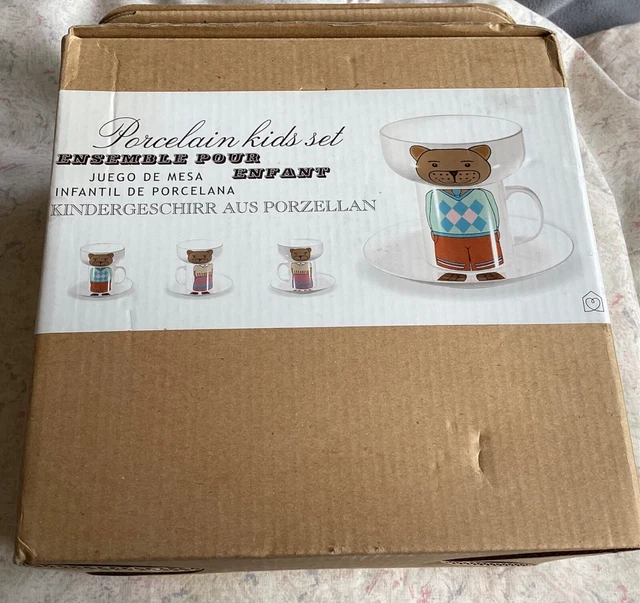 Porcelain kids set
ENSEMBLE POUR
ENFANT
JUEGO DE MESA
INFANTIL DE PORCELANA
KINDERGESCHIRR AUS PORZELLAN